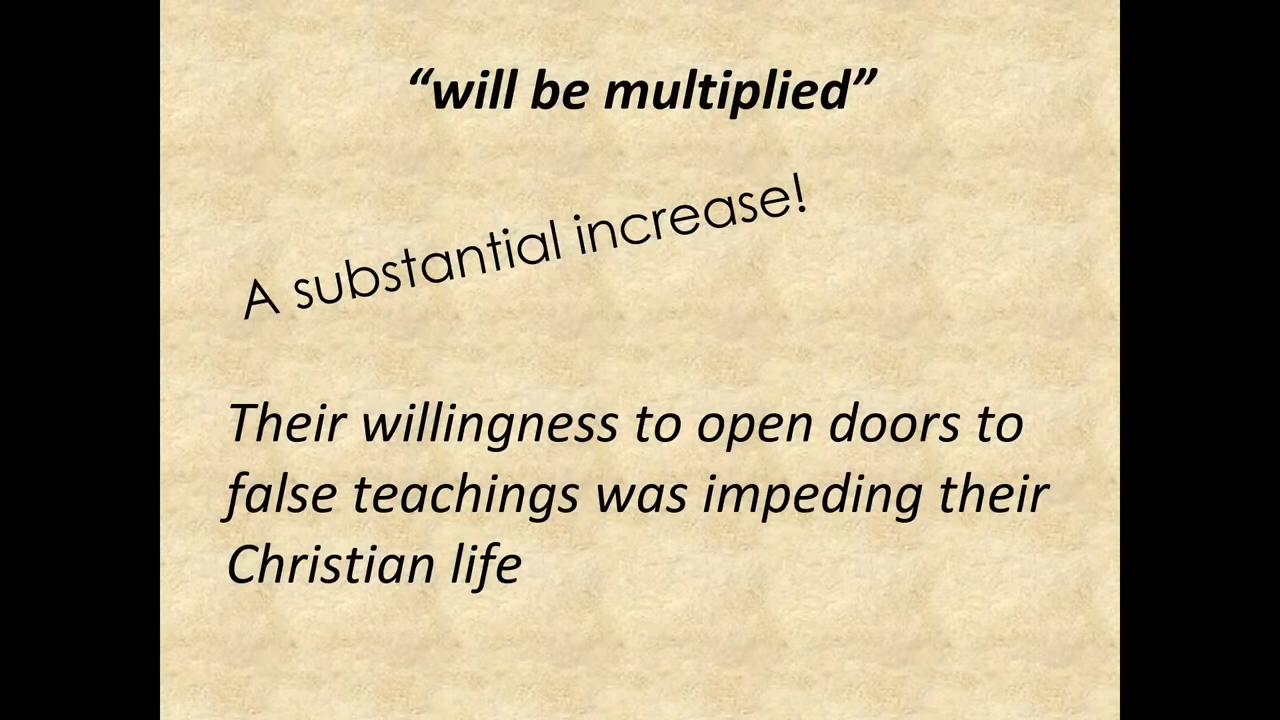 “will be multiplied”
A substantial increase!
Their willingness to open doors to
false teachings was impeding their
Christian life